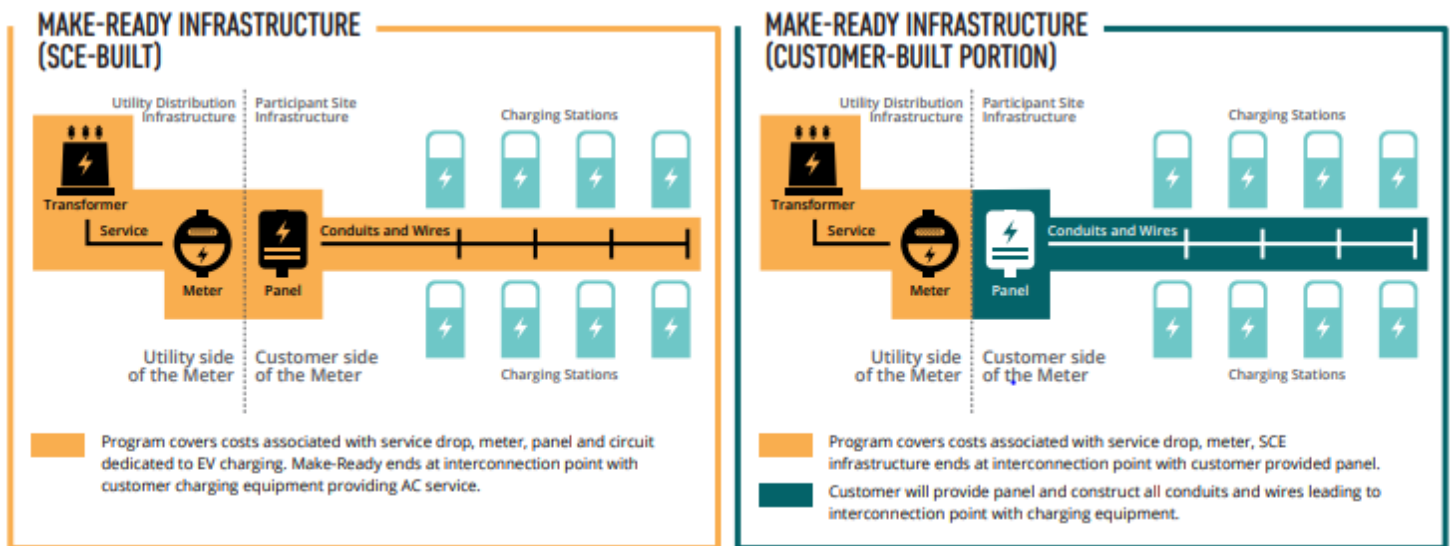 MAKE-READY INFRASTRUCTURE
(SCE-BUILT)
Utility Distribution
Infrastructure
Participant Site
Infrastructure
Charging Stations
Transformer
Service
Conduits and Wires
Meter
Panel
Utility side
of the Meter
Customer side
of the Meter
Charging Stations
Program covers costs associated with service drop, meter, panel and circuit
dedicated to EV charging. Make-Ready ends at interconnection point with
customer charging equipment providing AC service.
MAKE-READY INFRASTRUCTURE
(CUSTOMER-BUILT PORTION)
Utility Distribution
Infrastructure
Participant Site
Infrastructure
Charging Stations
Transformer
Service
Conduits and Wires
Meter
Panel
Utility side
of the Meter
Customer side
of the Meter
Charging Stations
Program covers costs associated with service drop, meter, SCE
infrastructure ends at interconnection point with customer provided panel.
Customer will provide panel and construct all conduits and wires leading to
interconnection point with charging equipment.